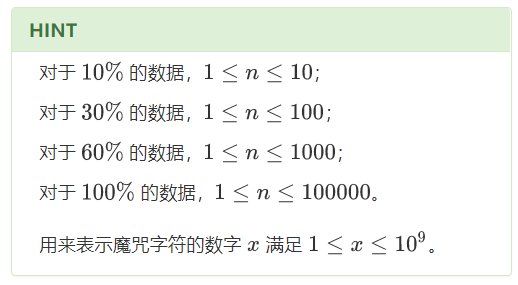 HINT
对于 10% 的数据，1 ≤ n ≤ 10；
对于 30% 的数据，1 ≤ n ≤ 100；
对于 60% 的数据，1 ≤ n ≤ 1000；
对于 100% 的数据，1 ≤ n ≤ 100000。
用来表示魔咒字符的数字 x 满足 1 ≤ x ≤ 10⁹。